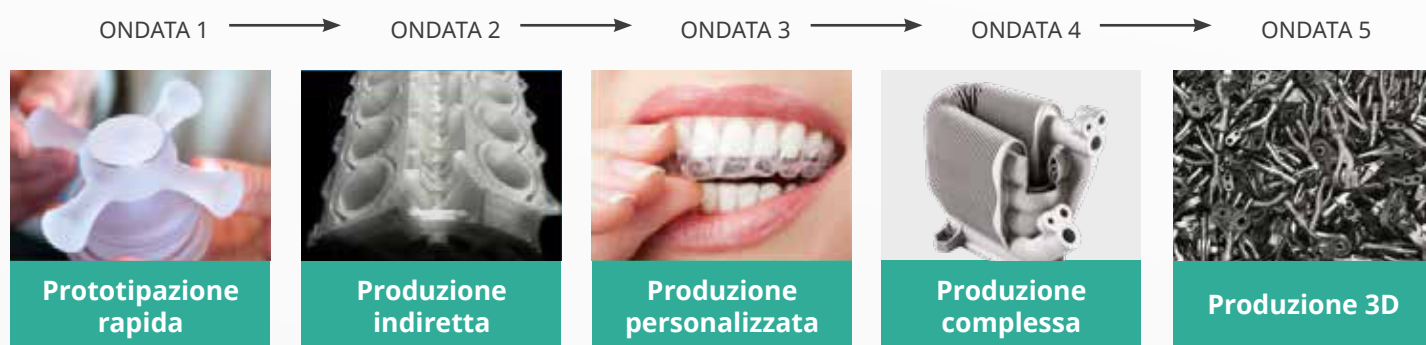 ONDATA 1
ONDATA 2
ONDATA 3
ONDATA 4
ONDATA 5
Prototipazione
rapida
Produzione
indiretta
Produzione
personalizzata
Produzione
complessa
Produzione 3D